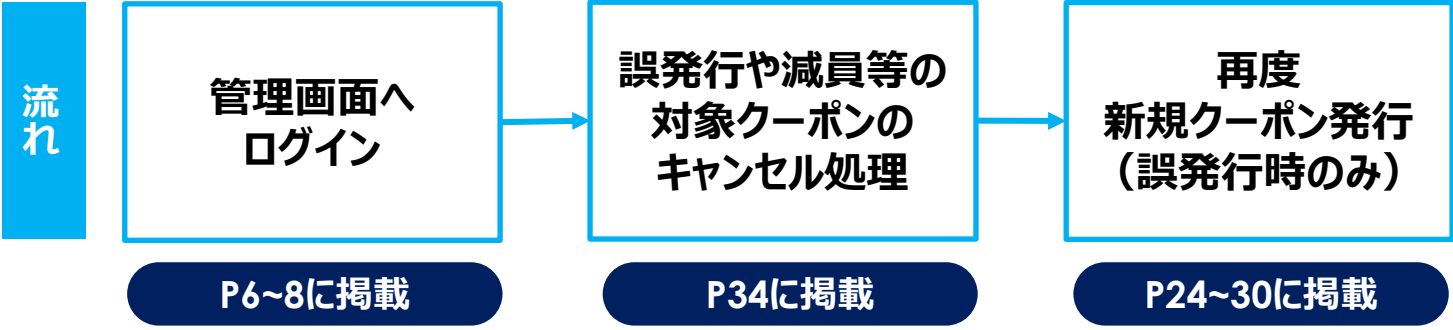 流れ
管理画面へ
ログイン
誤発行や減員等の
対象クーポンの
キャンセル処理
再度
新規クーポン発行
（誤発行時のみ）
P6~8に掲載
P34に掲載
P24~30に掲載